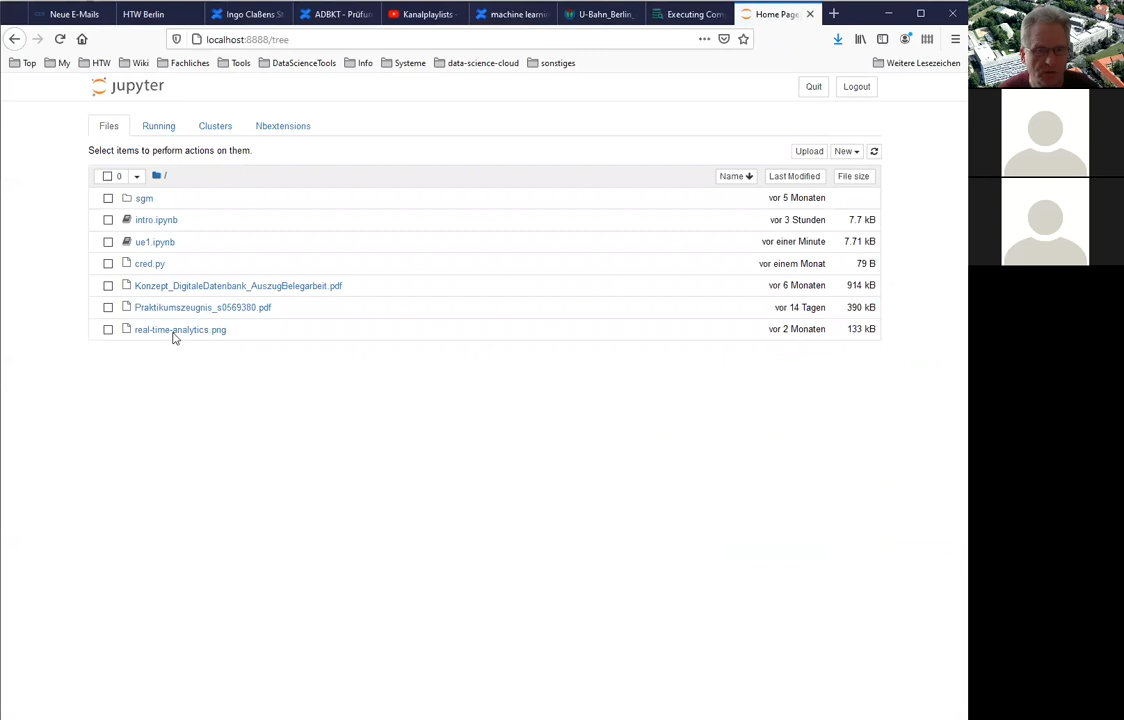 Neue E-Mails HTW Berlin Ingo Claßens St ADBKT - Prüfun Kanalplaylists - machine learnin U-Bahn_Berlin_ Executing Com Home Page
localhost:8888/tree
Top My HTW Wiki Fachliches Tools DataScienceTools Info Systeme data-science-cloud sonstiges Weitere Lesezeichen
jupyter Quit Logout
Files Running Clusters Nbextensions
Select items to perform actions on them. Upload New
0 / Name Last Modified File size
sgm vor 5 Monaten
intro.ipynb vor 3 Stunden 7.7 kB
ue1.ipynb vor einer Minute 7.71 kB
cred.py vor einem Monat 79 B
Konzept_DigitaleDatenbank_AuszugBelegarbeit.pdf vor 6 Monaten 914 kB
Praktikumszeugnis_s0569380.pdf vor 14 Tagen 390 kB
real-time-analytics.png vor 2 Monaten 133 kB